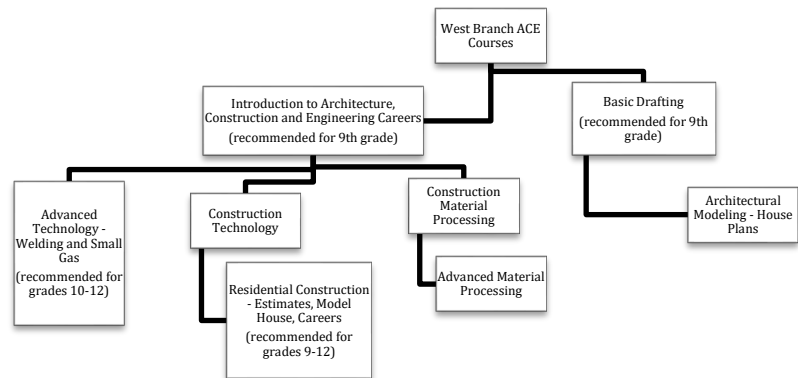 West Branch ACE
Courses
Introduction to Architecture,
Construction and Engineering Careers
(recommended for 9th grade)
Basic Drafting
(recommended for 9th
grade)
Advanced
Technology -
Welding and Small
Gas
(recommended for
grades 10-12)
Construction
Technology
Construction
Material
Processing
Architectural
Modeling - House
Plans
Residential Construction
- Estimates, Model
House, Careers
(recommended for
grades 9-12)
Advanced Material
Processing